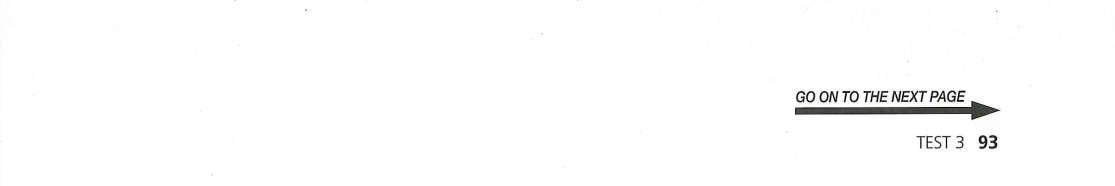 GO ON TO THE NEXT PAGE
TEST 3 93